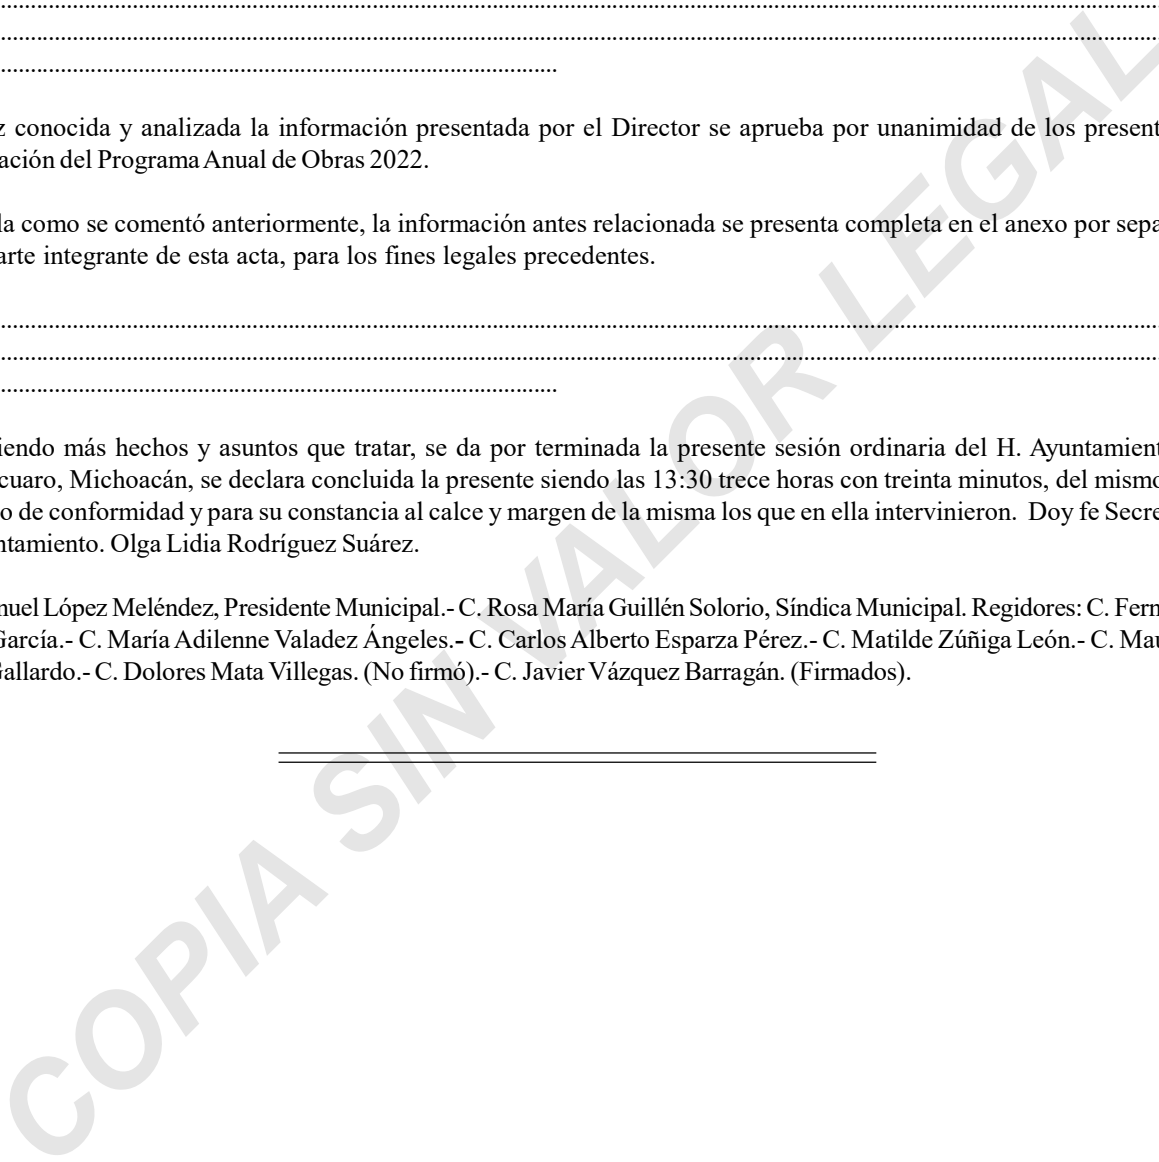 ..........................................................................................................................................................................
..........................................................................................................................................................................
...................................................................................
z conocida y analizada la información presentada por el Director se aprueba por unanimidad de los present
ación del Programa Anual de Obras 2022.
la como se comentó anteriormente, la información antes relacionada se presenta completa en el anexo por sepa
arte integrante de esta acta, para los fines legales precedentes.
..........................................................................................................................................................................
..........................................................................................................................................................................
...................................................................................
iendo más hechos y asuntos que tratar, se da por terminada la presente sesión ordinaria del H. Ayuntamient
cuaro, Michoacán, se declara concluida la presente siendo las 13:30 trece horas con treinta minutos, del mismo
o de conformidad y para su constancia al calce y margen de la misma los que en ella intervinieron. Doy fe Secre
ntamiento. Olga Lidia Rodríguez Suárez.
nuel López Meléndez, Presidente Municipal.- C. Rosa María Guillén Solorio, Síndica Municipal. Regidores: C. Fern
García.- C. María Adilenne Valadez Ángeles.- C. Carlos Alberto Esparza Pérez.- C. Matilde Zúñiga León.- C. Mau
Gallardo.- C. Dolores Mata Villegas. (No firmó).- C. Javier Vázquez Barragán. (Firmados).
COPIA SIN VALOR LEGAL